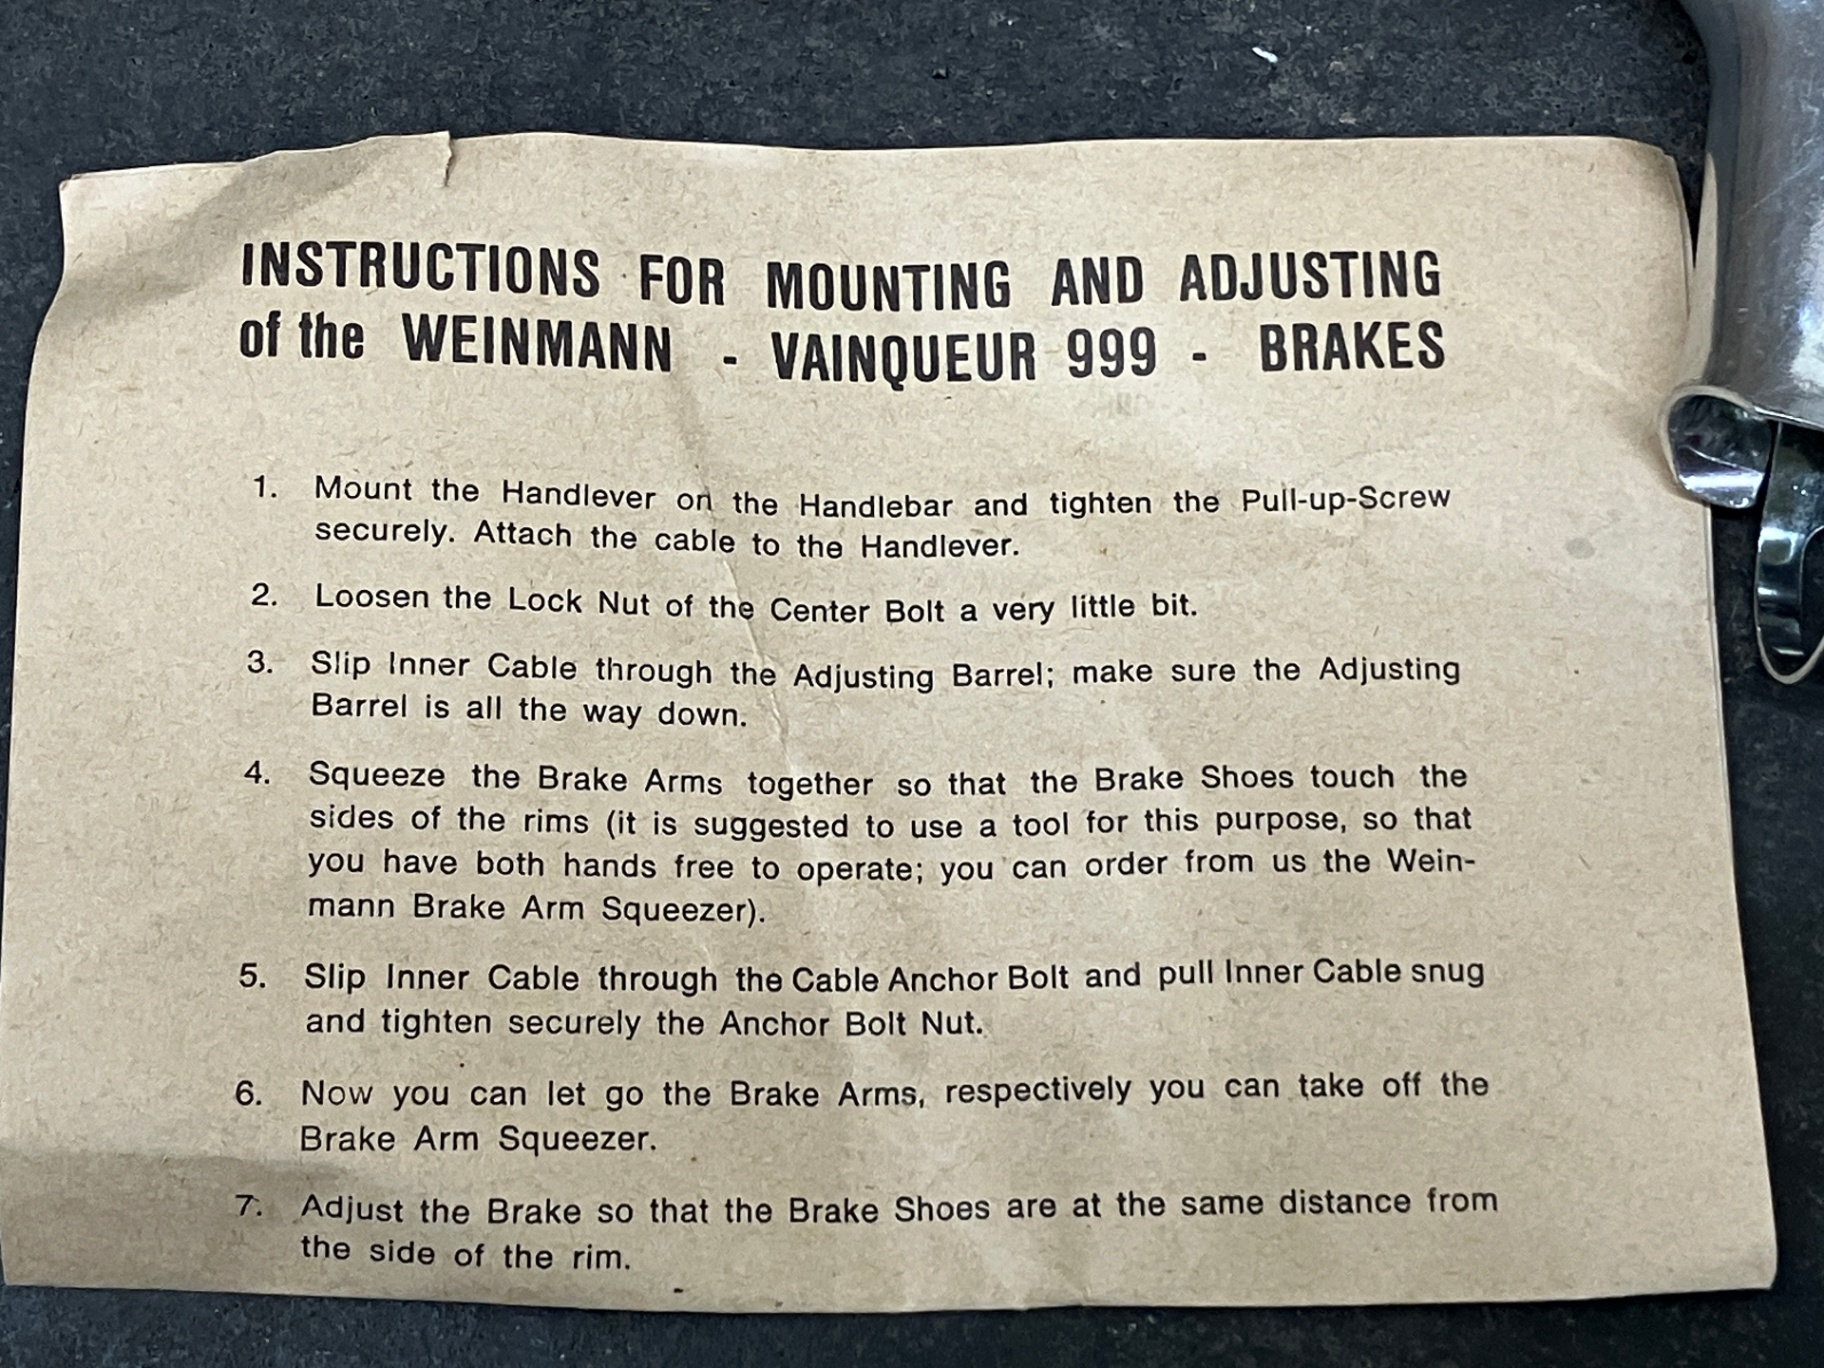 INSTRUCTIONS FOR MOUNTING AND ADJUSTING
of the WEINMANN - VAINQUEUR 999 - BRAKES
1. Mount the Handlever on the Handlebar and tighten the Pull-up-Screw
securely. Attach the cable to the Handlever.
2. Loosen the Lock Nut of the Center Bolt a very little bit.
3. Slip Inner Cable through the Adjusting Barrel; make sure the Adjusting
Barrel is all the way down.
4. Squeeze the Brake Arms together so that the Brake Shoes touch the
sides of the rims (it is suggested to use a tool for this purpose, so that
you have both hands free to operate; you can order from us the Wein-
mann Brake Arm Squeezer).
5. Slip Inner Cable through the Cable Anchor Bolt and pull Inner Cable snug
and tighten securely the Anchor Bolt Nut.
6. Now you can let go the Brake Arms, respectively you can take off the
Brake Arm Squeezer.
7. Adjust the Brake so that the Brake Shoes are at the same distance from
the side of the rim.